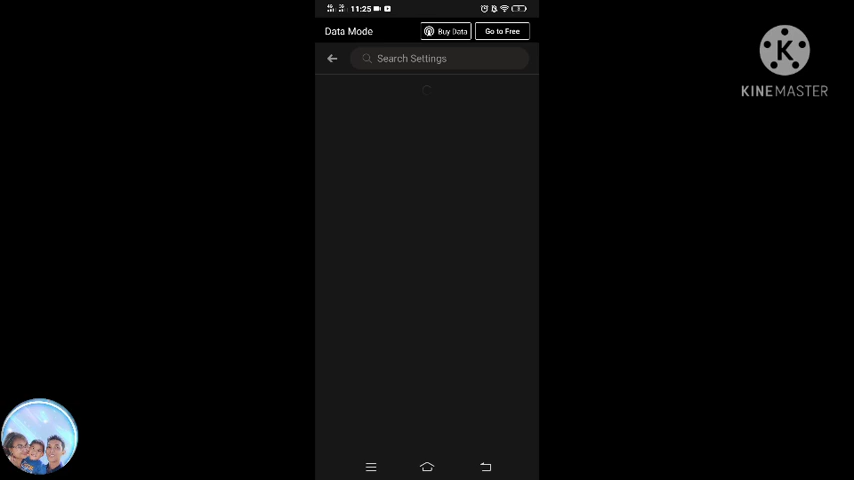 11:25
Data Mode
Buy Data
Go to Free
Search Settings
K
KINEMASTER